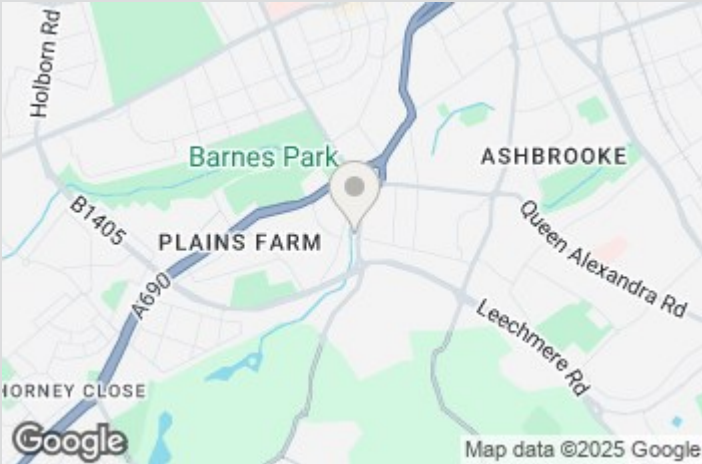 Holborn Rd
Barnes Park
ASHBROOKE
B1405
PLAINS FARM
Queen Alexandra Rd
A690
Leechmere Rd
HORNEY CLOSE
Google
Map data ©2025 Google